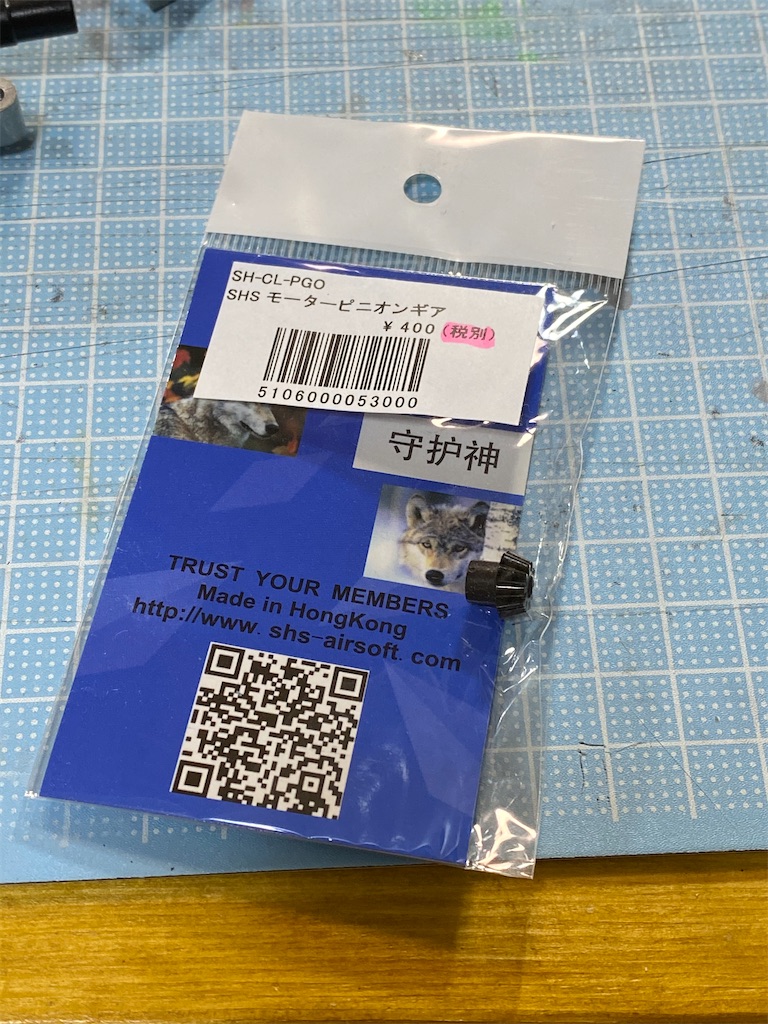 SH-CL-PGO
SHS モーターピニオンギア
¥400(税別)
5106000053000
守护神
TRUST YOUR MEMBERS
Made in HongKong
http://www.shs-airsoft.com